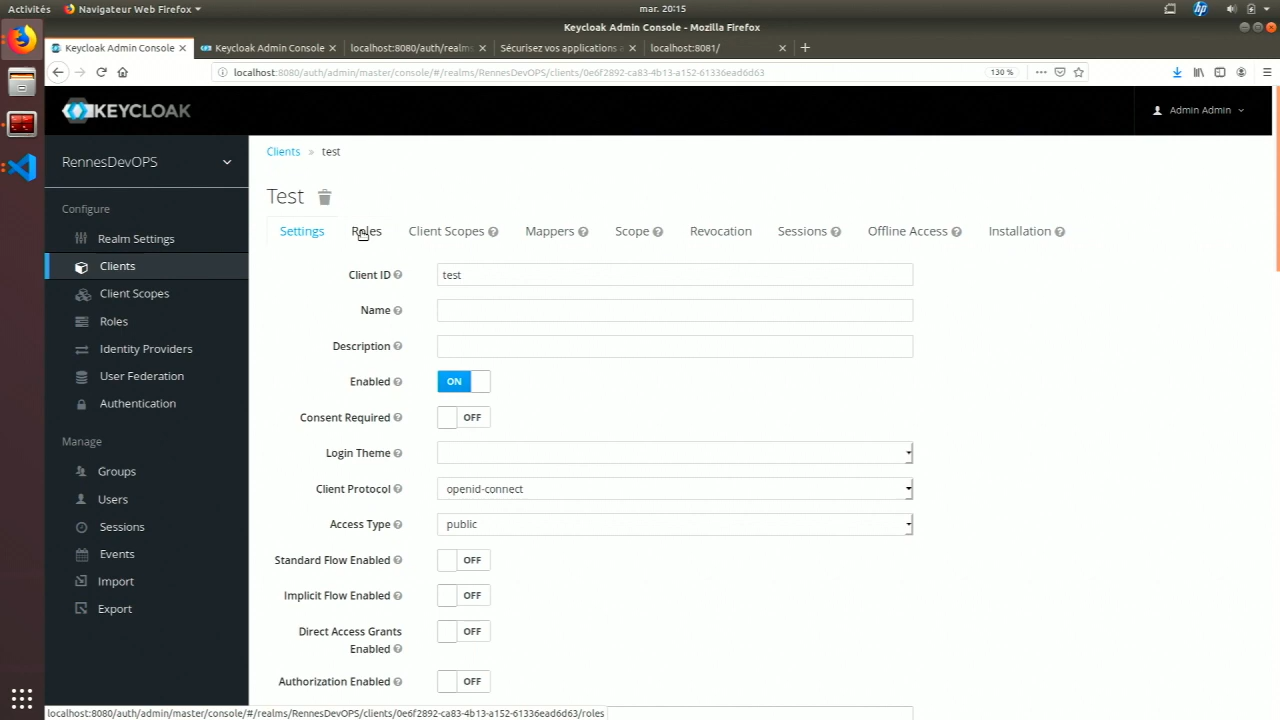 Activités
Navigateur Web Firefox
mar. 20:15
Keycloak Admin Console - Mozilla Firefox
Keycloak Admin Console
Keycloak Admin Console
localhost:8080/auth/realms
Sécurisez vos applications a
localhost:8081/
localhost:8080/auth/admin/master/console/#/realms/RennesDevOPS/clients/0e6f2892-ca83-4b13-a152-61336ead6d63
130 %
KEYCLOAK
Admin Admin
RennesDevOPS
Configure
Realm Settings
Clients
Client Scopes
Roles
Identity Providers
User Federation
Authentication
Manage
Groups
Users
Sessions
Events
Import
Export
Clients » test
Test
Settings
Roles
Client Scopes
Mappers
Scope
Revocation
Sessions
Offline Access
Installation
Client ID
test
Name
Description
Enabled
ON
Consent Required
OFF
Login Theme
Client Protocol
openid-connect
Access Type
public
Standard Flow Enabled
OFF
Implicit Flow Enabled
OFF
Direct Access Grants
Enabled
OFF
Authorization Enabled
OFF
localhost:8080/auth/admin/master/console/#/realms/RennesDevOPS/clients/0e6f2892-ca83-4b13-a152-61336ead6d63/roles